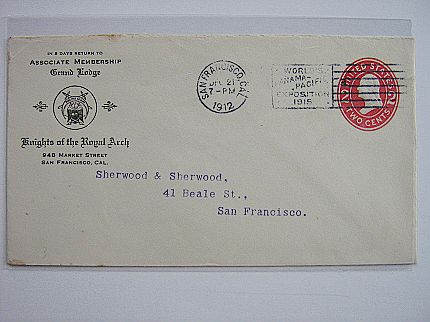 IN 5 DAYS RETURN TO
ASSOCIATE MEMBERSHIP
Grand Lodge
Knights of the Royal Arch
948 MARKET STREET
SAN FRANCISCO, CAL.
SAN FRANCISCO, CAL.
21
7-PM
1912
WORLD'S
PANAMA
PACIFIC
EXPOSITION
1915
UNITED STATES
TWO CENTS
Sherwood & Sherwood,
41 Beale St.,
San Francisco.